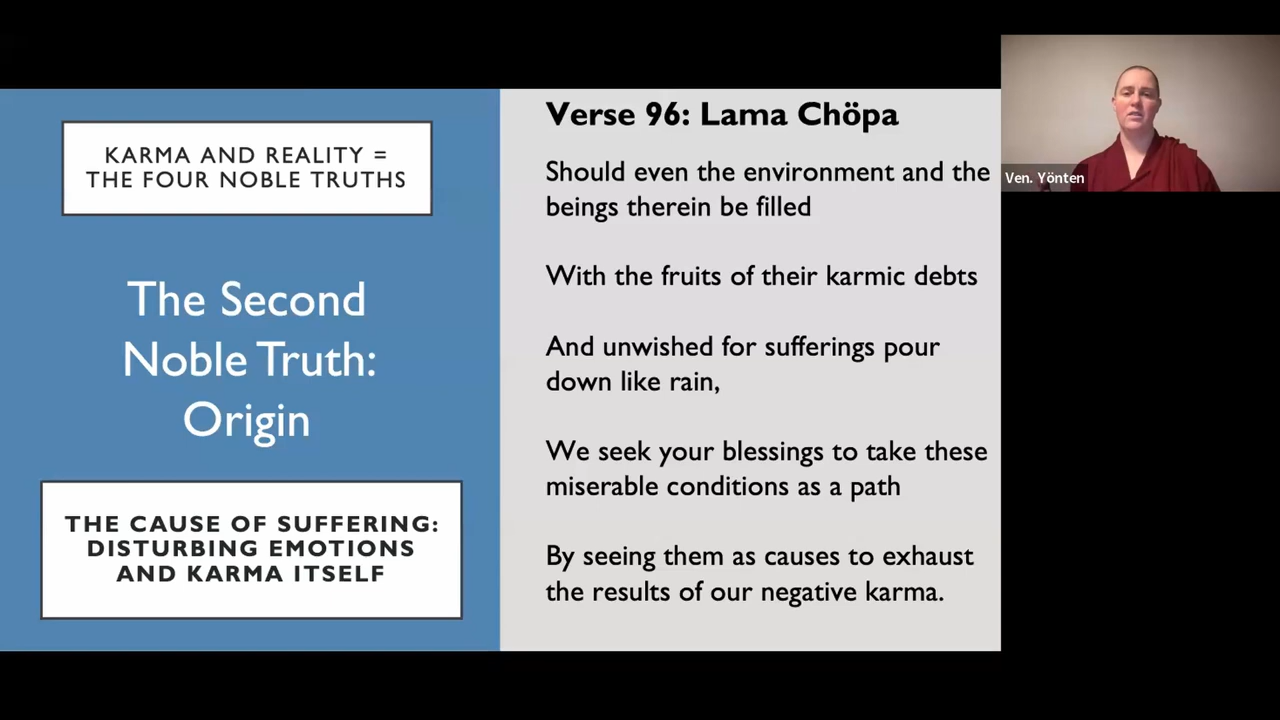 KARMA AND REALITY =
THE FOUR NOBLE TRUTHS
The Second
Noble Truth:
Origin
THE CAUSE OF SUFFERING:
DISTURBING EMOTIONS
AND KARMA ITSELF
Verse 96: Lama Chöpa
Should even the environment and the
beings therein be filled
With the fruits of their karmic debts
And unwished for sufferings pour
down like rain,
We seek your blessings to take these
miserable conditions as a path
By seeing them as causes to exhaust
the results of our negative karma.
Ven. Yönten